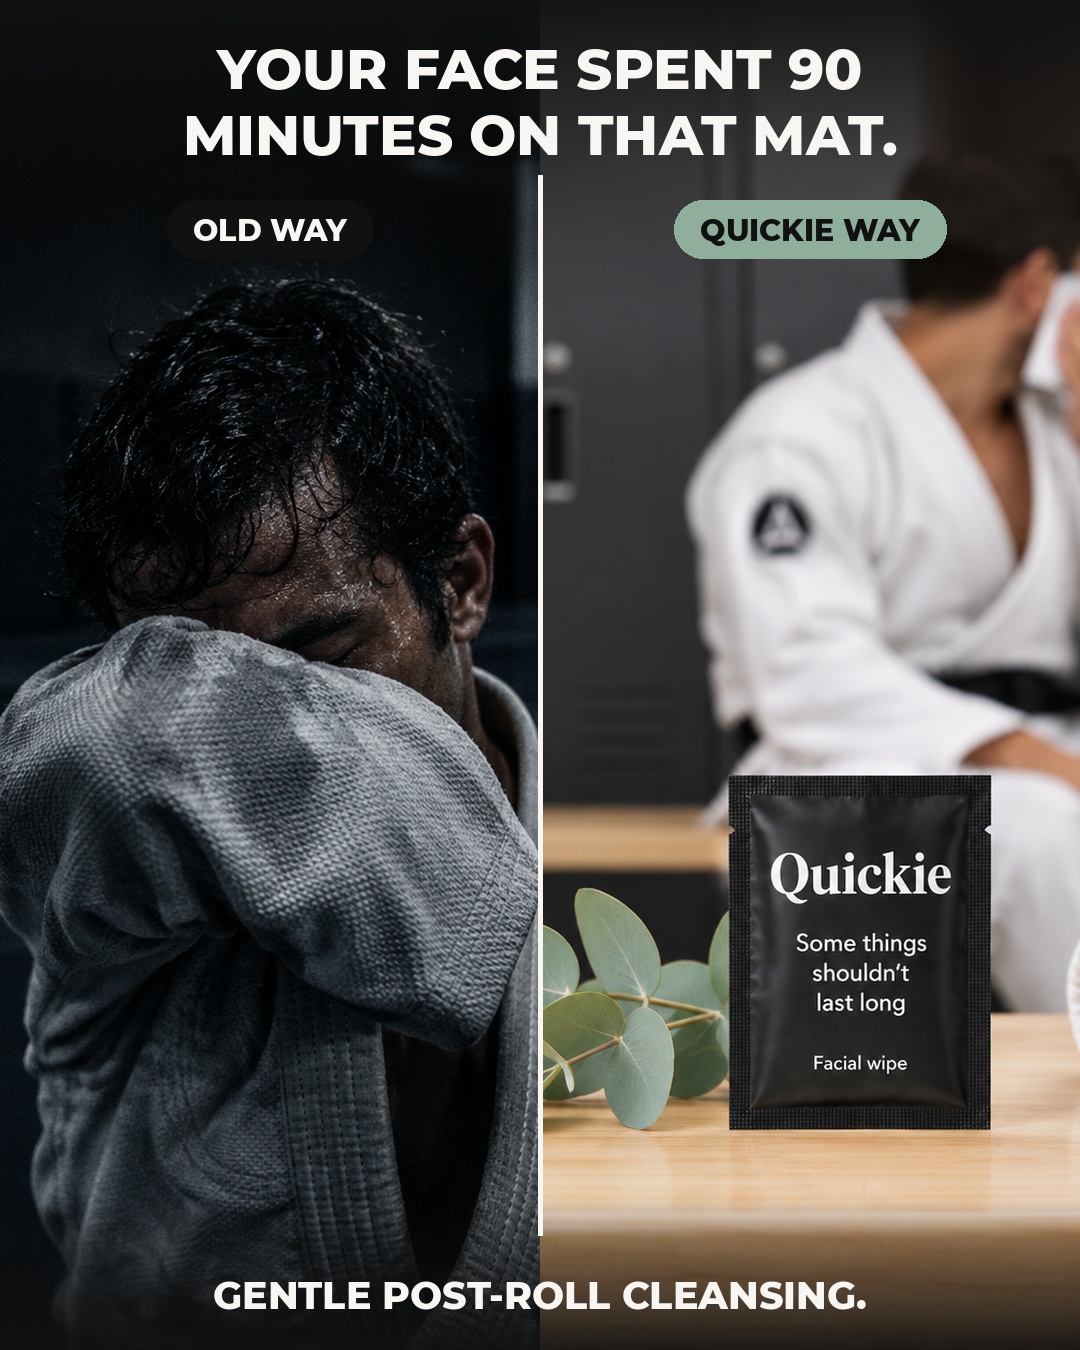 YOUR FACE SPENT 90
MINUTES ON THAT MAT.
OLD WAY
QUICKIE WAY
Quickie
Some things
shouldn't
last long
Facial wipe
GENTLE POST-ROLL CLEANSING.